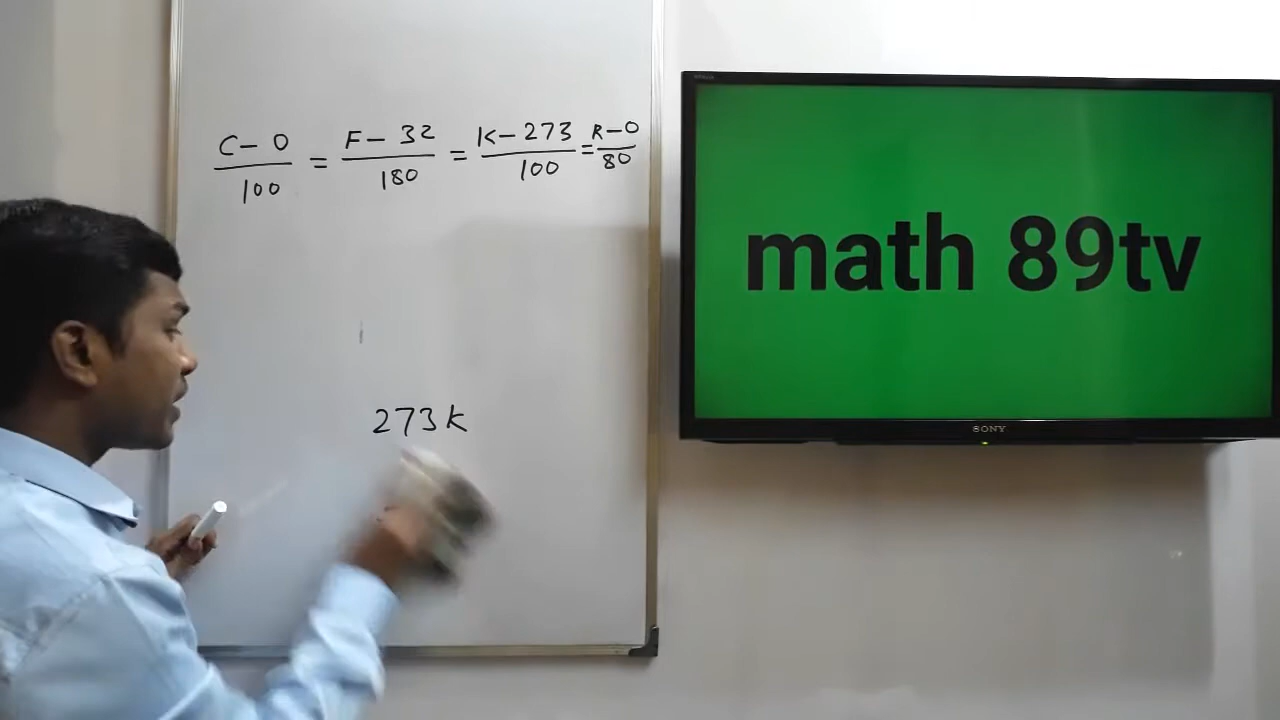 C - 0 / 100 = F - 32 / 180 = K - 273 / 100 = R - 0 / 80
273 K
math 89tv
SONY